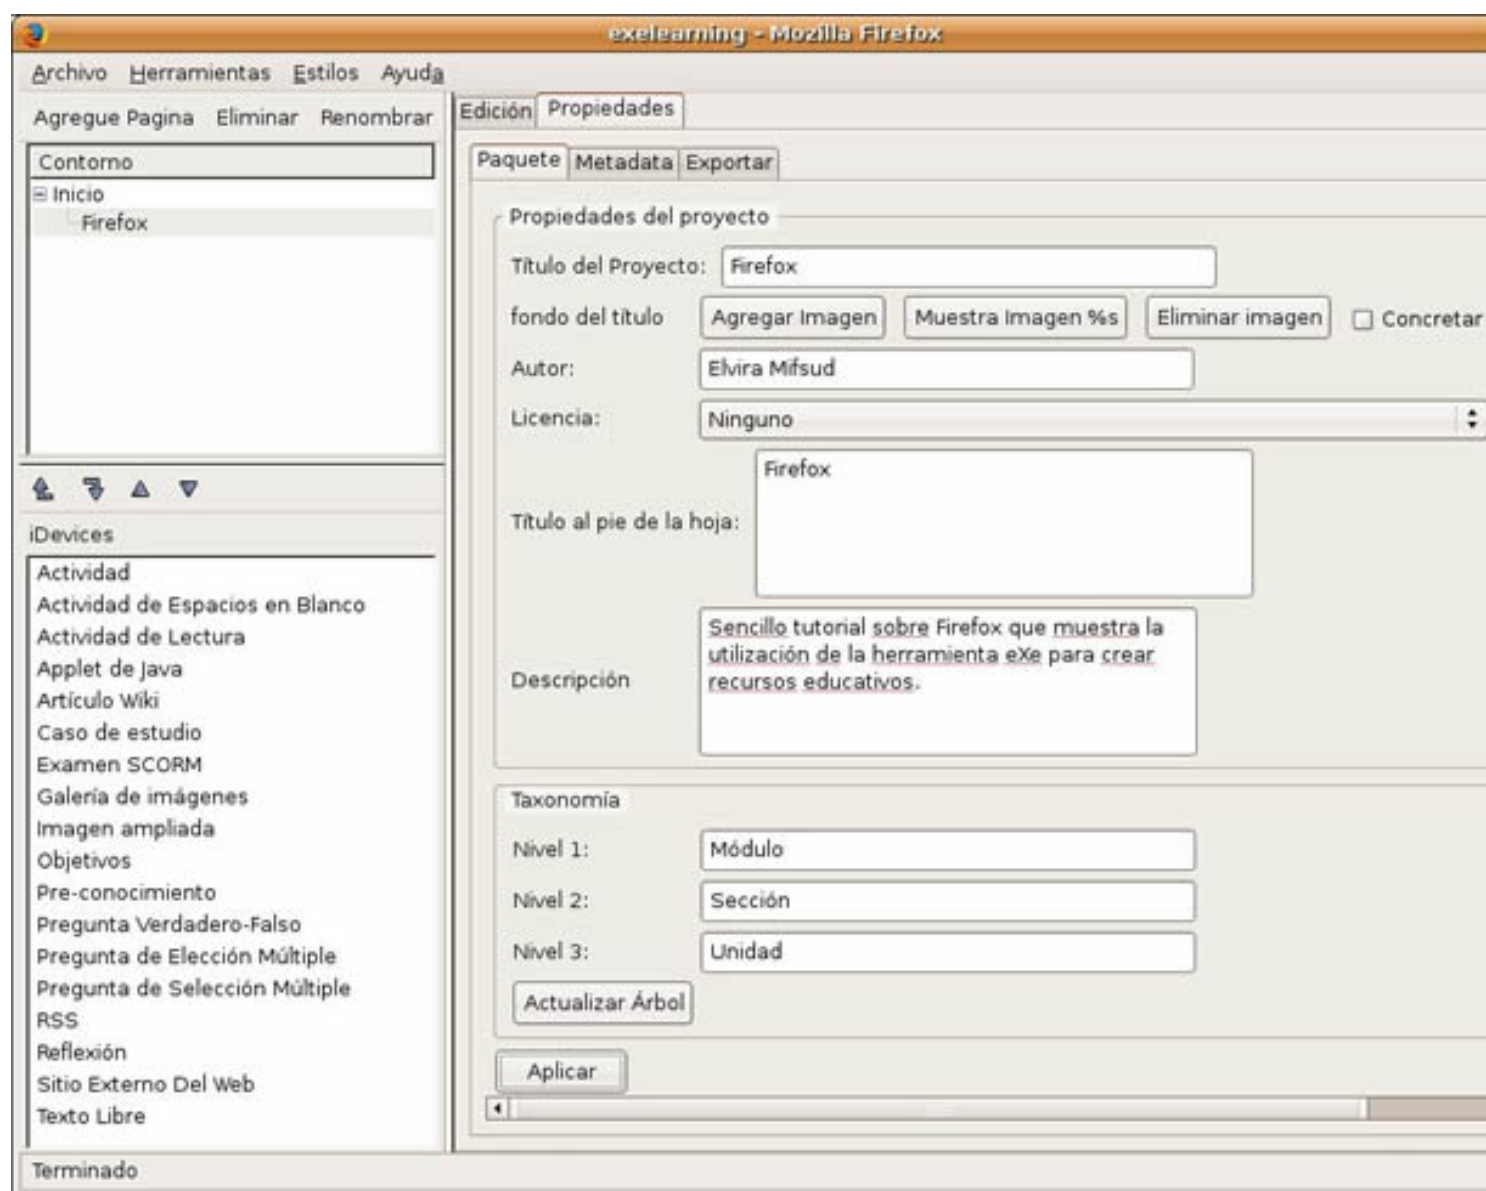 exelearning - Mozilla Firefox
Archivo Herramientas Estilos Ayuda
Agregue Pagina Eliminar Renombrar
Contorno
Inicio
Firefox
iDevices
Actividad
Actividad de Espacios en Blanco
Actividad de Lectura
Applet de Java
Artículo Wiki
Caso de estudio
Examen SCORM
Galería de imágenes
Imagen ampliada
Objetivos
Pre-conocimiento
Pregunta Verdadero-Falso
Pregunta de Elección Múltiple
Pregunta de Selección Múltiple
RSS
Reflexión
Sitio Externo Del Web
Texto Libre
Edición Propiedades
Paquete Metadata Exportar
Propiedades del proyecto
Título del Proyecto: Firefox
fondo del título Agregar Imagen Muestra Imagen %s Eliminar imagen Concretar
Autor: Elvira Mifsud
Licencia: Ninguno
Título al pie de la hoja: Firefox
Descripción
Sencillo tutorial sobre Firefox que muestra la
utilización de la herramienta eXe para crear
recursos educativos.
Taxonomía
Nivel 1: Módulo
Nivel 2: Sección
Nivel 3: Unidad
Actualizar Árbol
Aplicar
Terminado